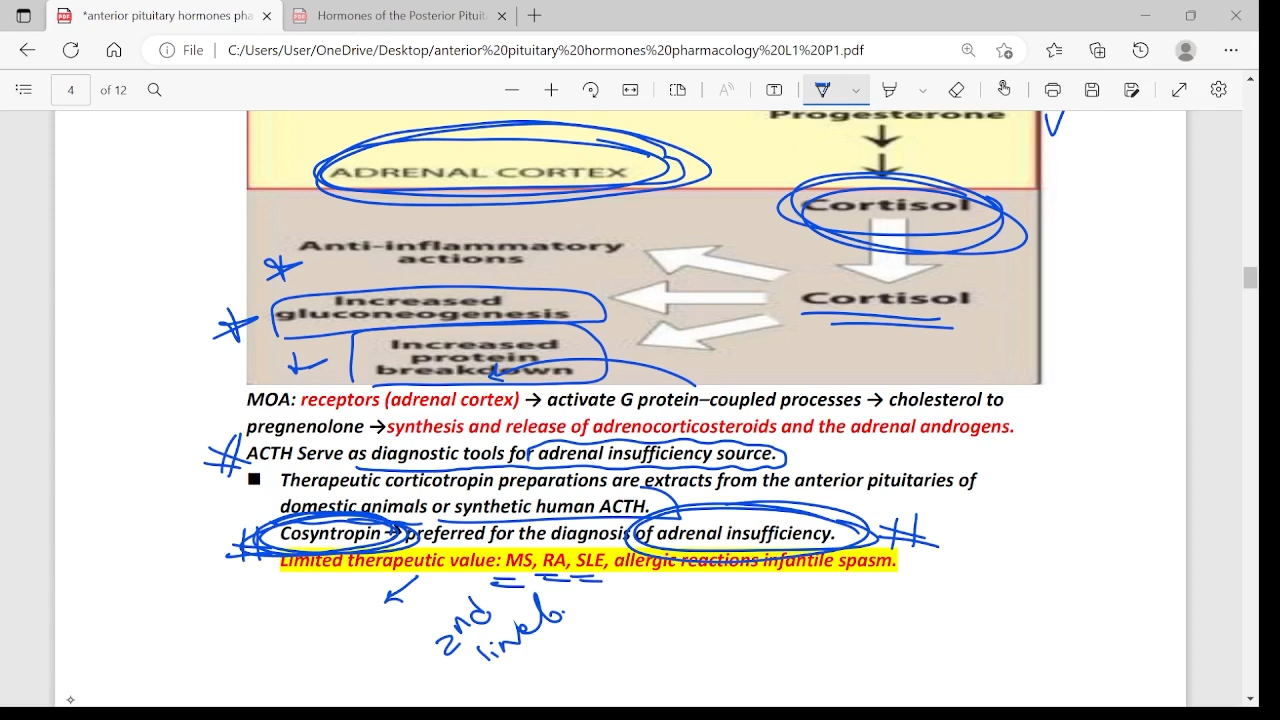 *anterior pituitary hormones pha
Hormones of the Posterior Pituit
File
C:/Users/User/OneDrive/Desktop/anterior%20pituitary%20hormones%20pharmacology%20L1%20P1.pdf
4 of 12
Progesterone
ADRENAL CORTEX
Cortisol
Anti-inflammatory
actions
Increased
gluconeogenesis
Cortisol
Increased
protein
breakdown
MOA: receptors (adrenal cortex) → activate G protein–coupled processes → cholesterol to
pregnenolone →synthesis and release of adrenocorticosteroids and the adrenal androgens.
ACTH Serve as diagnostic tools for adrenal insufficiency source.
■ Therapeutic corticotropin preparations are extracts from the anterior pituitaries of
domestic animals or synthetic human ACTH.
Cosyntropin → preferred for the diagnosis of adrenal insufficiency.
Limited therapeutic value: MS, RA, SLE, allergic reactions infantile spasm.
2nd
line